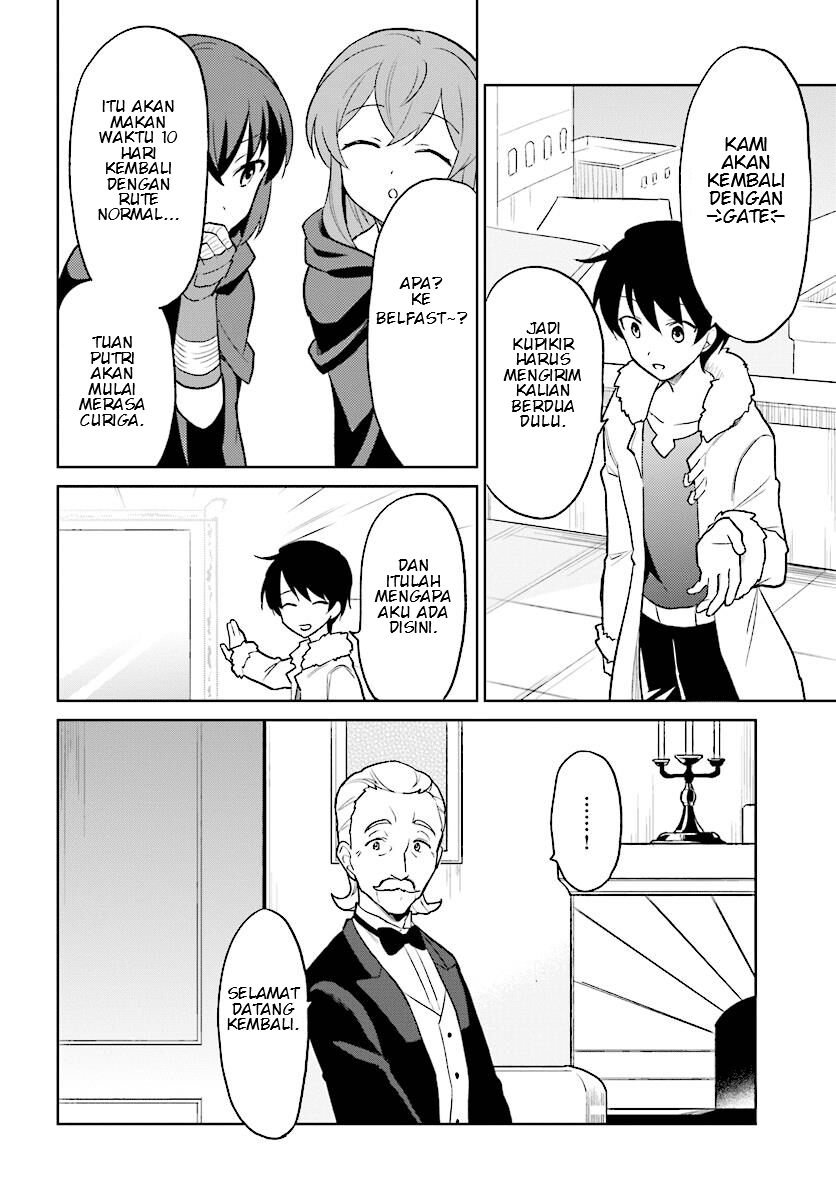 KAMI
AKAN
KEMBALI
DENGAN
GATE
JADI
KUPIKIR
HARUS
MENGIRIM
KALIAN
BERDUA
DULU.
APA?
KE
BELFAST~?
ITU AKAN
MAKAN
WAKTU 10
HARI
KEMBALI
DENGAN
RUTE
NORMAL...
TUAN
PUTRI
AKAN
MULAI
MERASA
CURIGA.
DAN
ITULAH
MENGAPA
AKU ADA
DISINI.
......!
SELAMAT
DATANG
KEMBALI.